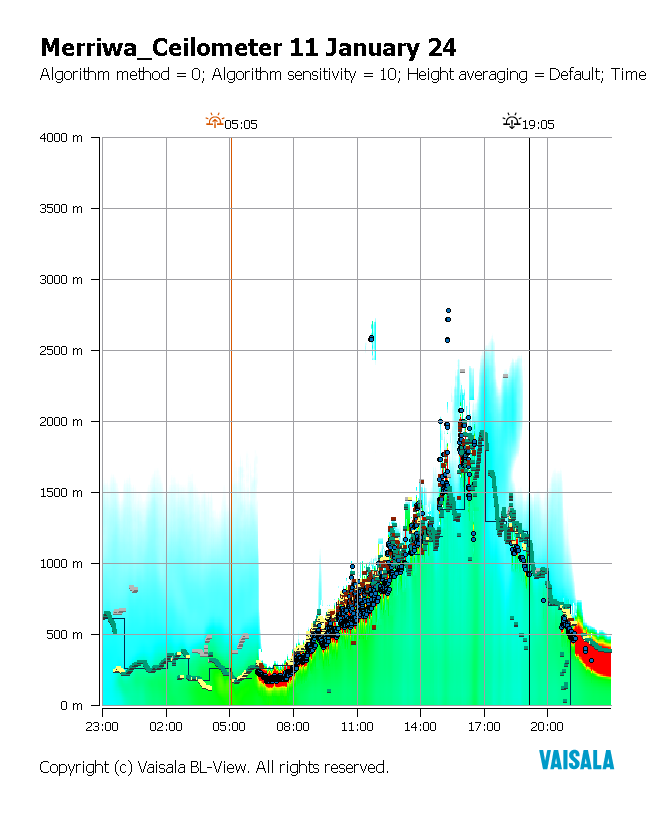 Merriwa_Ceilometer 11 January 24
Algorithm method = 0; Algorithm sensitivity = 10; Height averaging = Default; Time
05:05
19:05
4000 m
3500 m
3000 m
2500 m
2000 m
1500 m
1000 m
500 m
0 m
23:00 02:00 05:00 08:00 11:00 14:00 17:00 20:00
VAISALA
Copyright (c) Vaisala BL-View. All rights reserved.